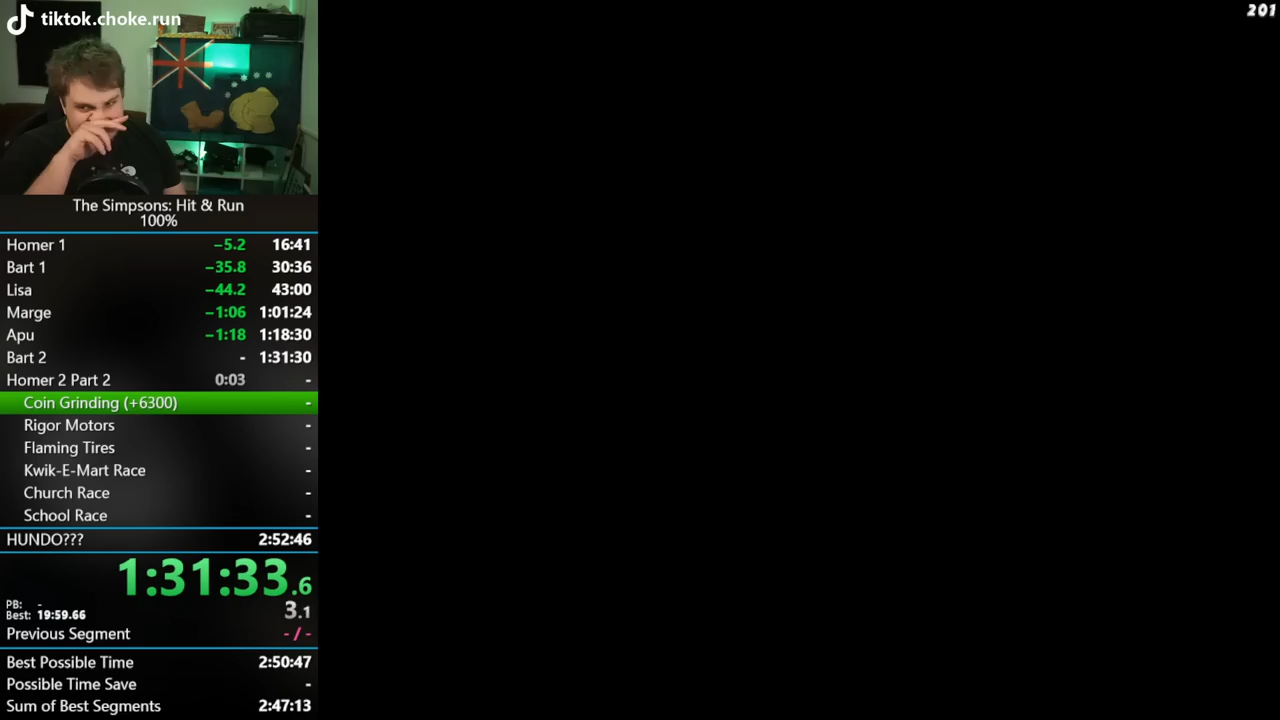 tiktok.choke.run
201
The Simpsons: Hit & Run
100%
Homer 1 −5.2 16:41
Bart 1 −35.8 30:36
Lisa −44.2 43:00
Marge −1:06 1:01:24
Apu −1:18 1:18:30
Bart 2 - 1:31:30
Homer 2 Part 2 0:03 -
Coin Grinding (+6300) -
Rigor Motors -
Flaming Tires -
Kwik-E-Mart Race -
Church Race -
School Race -
HUNDO??? 2:52:46
1:31:33.6
PB: - 3.1
Best: 19:59.66
Previous Segment - / -
Best Possible Time 2:50:47
Possible Time Save -
Sum of Best Segments 2:47:13